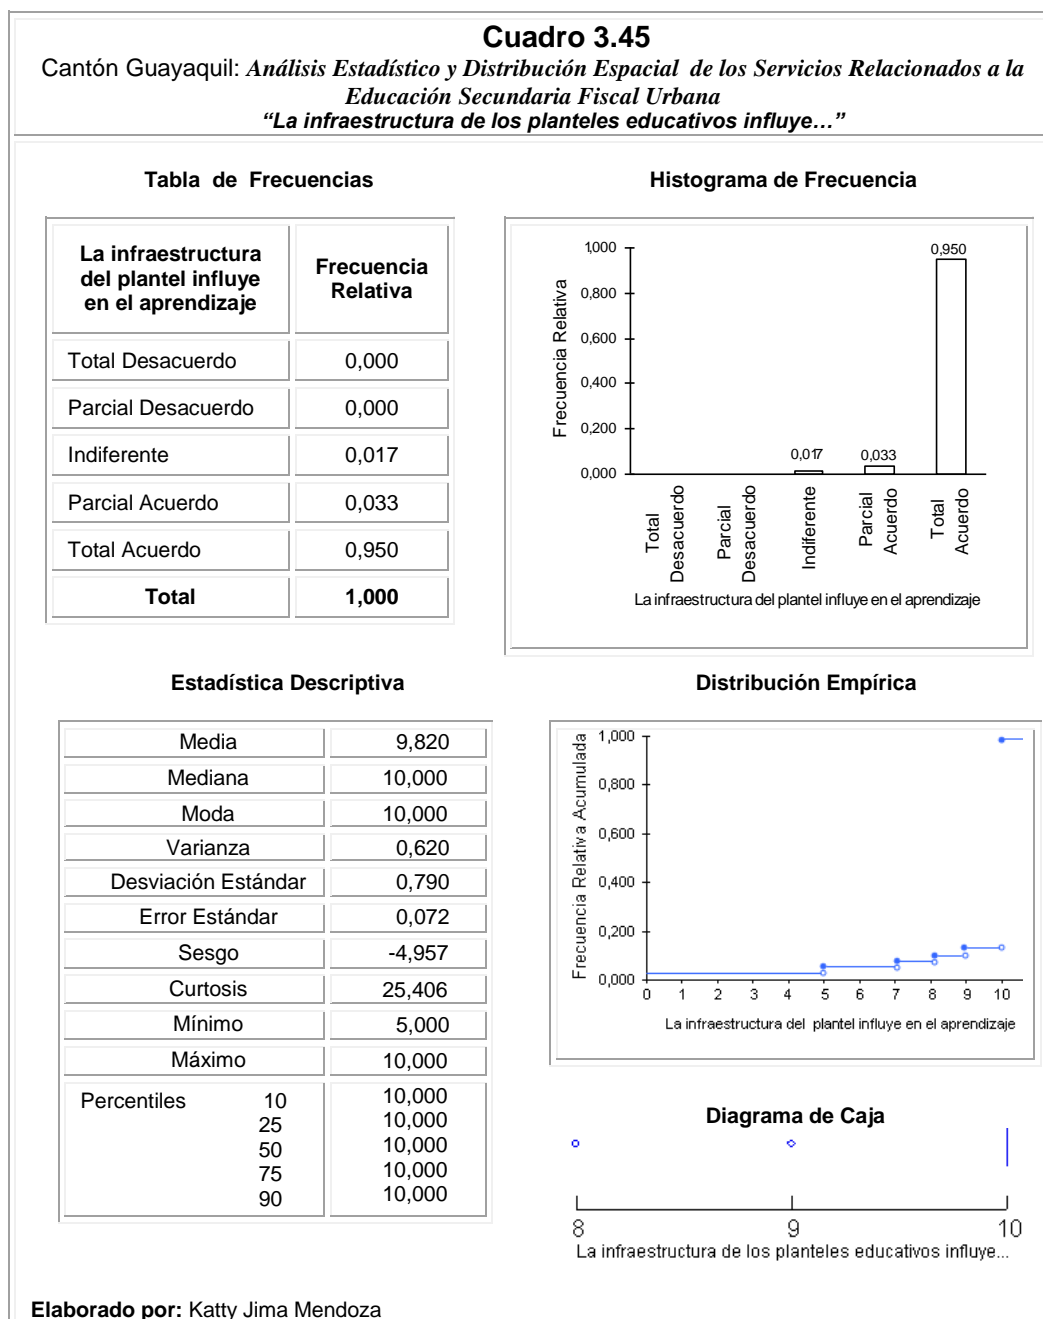 Cuadro 3.45
Cantón Guayaquil: Análisis Estadístico y Distribución Espacial de los Servicios Relacionados a la
Educación Secundaria Fiscal Urbana
“La infraestructura de los planteles educativos influye…”
Tabla de Frecuencias
La infraestructura
del plantel influye
en el aprendizaje
Frecuencia
Relativa
Total Desacuerdo 0,000
Parcial Desacuerdo 0,000
Indiferente 0,017
Parcial Acuerdo 0,033
Total Acuerdo 0,950
Total 1,000
Histograma de Frecuencia
Frecuencia Relativa
1,000
0,800
0,600
0,400
0,200
0,000
0,017
0,033
0,950
Total
Desacuerdo
Parcial
Desacuerdo
Indiferente
Parcial
Acuerdo
Total
Acuerdo
La infraestructura del plantel influye en el aprendizaje
Estadística Descriptiva
Media 9,820
Mediana 10,000
Moda 10,000
Varianza 0,620
Desviación Estándar 0,790
Error Estándar 0,072
Sesgo -4,957
Curtosis 25,406
Mínimo 5,000
Máximo 10,000
Percentiles 10 10,000
25 10,000
50 10,000
75 10,000
90 10,000
Distribución Empírica
Frecuencia Relativa Acumulada
1,000
0,800
0,600
0,400
0,200
0,000
0 1 2 3 4 5 6 7 8 9 10
La infraestructura del plantel influye en el aprendizaje
Diagrama de Caja
8 9 10
La infraestructura de los planteles educativos influye...
Elaborado por: Katty Jima Mendoza